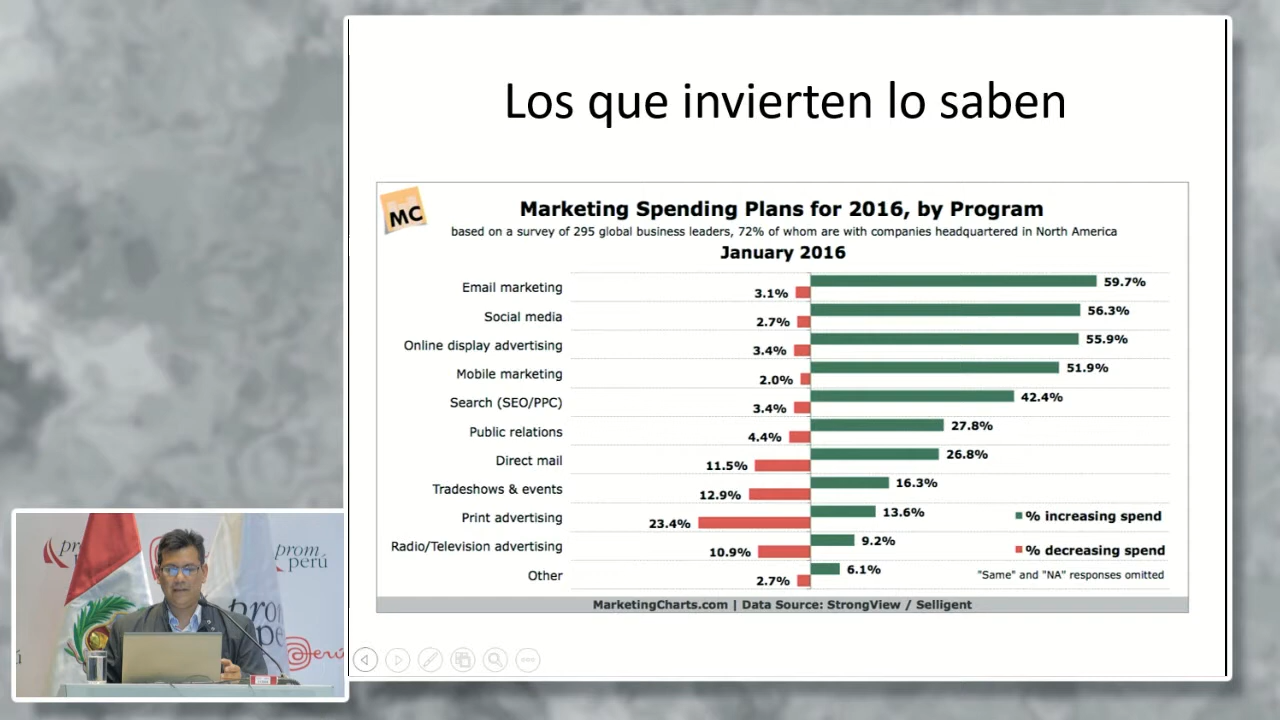 Los que invierten lo saben
MC
Marketing Spending Plans for 2016, by Program
based on a survey of 295 global business leaders, 72% of whom are with companies headquartered in North America
January 2016
Email marketing 3.1% 59.7%
Social media 2.7% 56.3%
Online display advertising 3.4% 55.9%
Mobile marketing 2.0% 51.9%
Search (SEO/PPC) 3.4% 42.4%
Public relations 4.4% 27.8%
Direct mail 11.5% 26.8%
Tradeshows & events 12.9% 16.3%
Print advertising 23.4% 13.6%
Radio/Television advertising 10.9% 9.2%
Other 2.7% 6.1%
% increasing spend
% decreasing spend
"Same" and "NA" responses omitted
MarketingCharts.com | Data Source: StrongView / Selligent
prom
perú